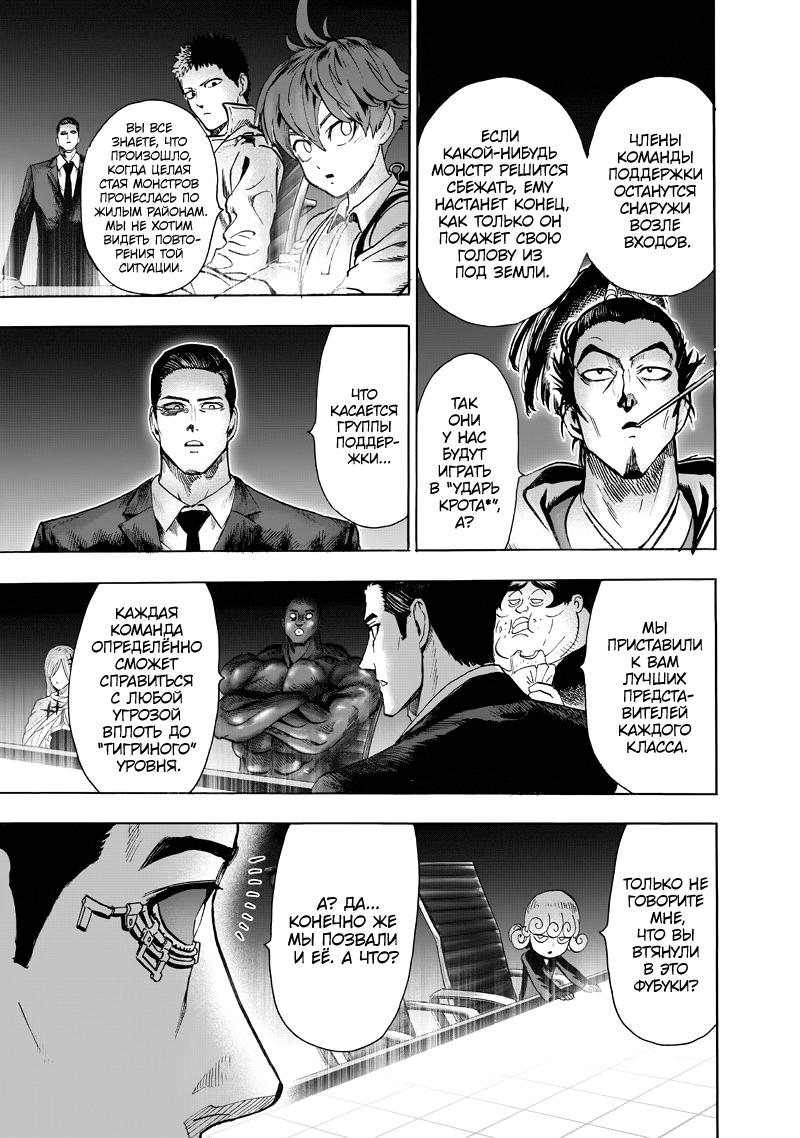 ЧЛЕНЫ
КОМАНДЫ
ПОДДЕРЖКИ
ОСТАНУТСЯ
СНАРУЖИ
ВОЗЛЕ
ВХОДОВ.
ЕСЛИ
КАКОЙ-НИБУДЬ
МОНСТР РЕШИТСЯ
СБЕЖАТЬ, ЕМУ
НАСТАНЕТ КОНЕЦ,
КАК ТОЛЬКО ОН
ПОКАЖЕТ СВОЮ
ГОЛОВУ ИЗ
ПОД ЗЕМЛИ.
ТАК
ОНИ
У НАС
БУДУТ
ИГРАТЬ
В "УДАРЬ
КРОТА*",
А?
ВЫ ВСЕ
ЗНАЕТЕ, ЧТО
ПРОИЗОШЛО,
КОГДА ЦЕЛАЯ
СТАЯ МОНСТРОВ
ПРОНЕСЛАСЬ ПО
ЖИЛЫМ РАЙОНАМ.
МЫ НЕ ХОТИМ
ВИДЕТЬ ПОВТО-
РЕНИЯ ТОЙ
СИТУАЦИИ.
ЧТО
КАСАЕТСЯ
ГРУППЫ
ПОДДЕР-
ЖКИ...
МЫ
ПРИСТАВИЛИ
К ВАМ
ЛУЧШИХ
ПРЕДСТА-
ВИТЕЛЕЙ
КАЖДОГО
КЛАССА.
КАЖДАЯ
КОМАНДА
ОПРЕДЕЛЁННО
СМОЖЕТ
СПРАВИТЬСЯ
С ЛЮБОЙ
УГРОЗОЙ
ВПЛОТЬ ДО
"ТИГРИНОГО"
УРОВНЯ.
ТОЛЬКО НЕ
ГОВОРИТЕ
МНЕ,
ЧТО ВЫ
ВТЯНУЛИ
В ЭТО
ФУБУКИ?
А? ДА...
КОНЕЧНО ЖЕ
МЫ ПОЗВАЛИ
И ЕЁ. А ЧТО?